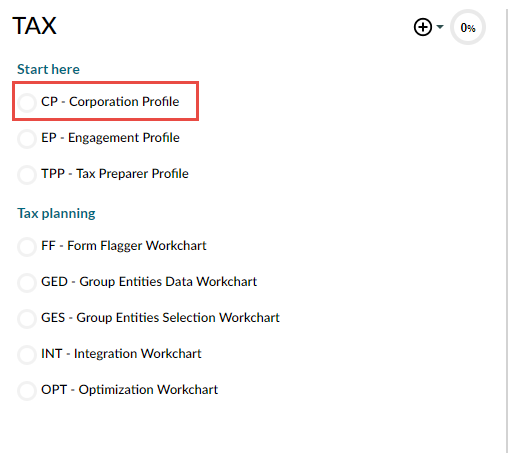 TAX
0%
Start here
CP - Corporation Profile
EP - Engagement Profile
TPP - Tax Preparer Profile
Tax planning
FF - Form Flagger Workchart
GED - Group Entities Data Workchart
GES - Group Entities Selection Workchart
INT - Integration Workchart
OPT - Optimization Workchart